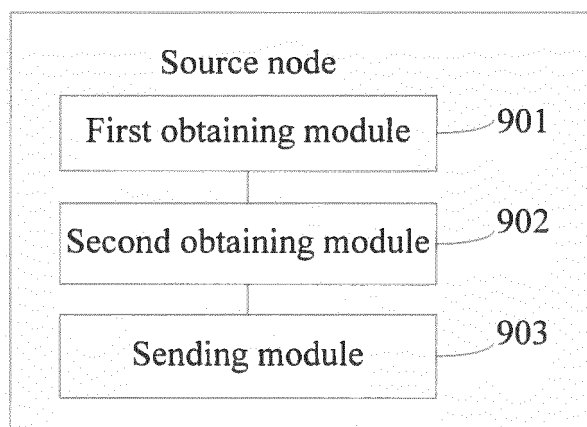 Source node
First obtaining module
901
Second obtaining module
902
Sending module
903